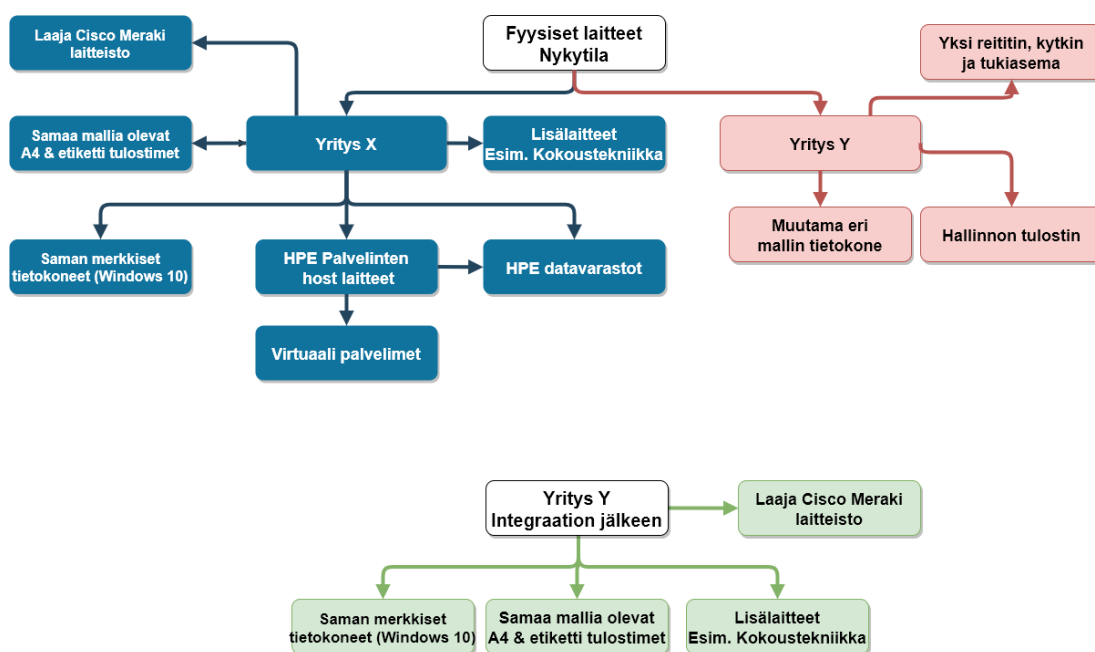 Laaja Cisco Meraki
laitteisto
Fyysiset laitteet
Nykytila
Yksi reititin, kytkin
ja tukiasema
Samaa mallia olevat
A4 & etiketti tulostimet
Yritys X
Lisälaitteet
Esim. Kokoustekniikka
Yritys Y
Muutama eri
mallin tietokone
Hallinnon tulostin
Saman merkkiset
tietokoneet (Windows 10)
HPE Palvelinten
host laitteet
HPE datavarastot
Virtuaali palvelimet
Yritys Y
Integraation jälkeen
Laaja Cisco Meraki
laitteisto
Saman merkkiset
tietokoneet (Windows 10)
Samaa mallia olevat
A4 & etiketti tulostimet
Lisälaitteet
Esim. Kokoustekniikka